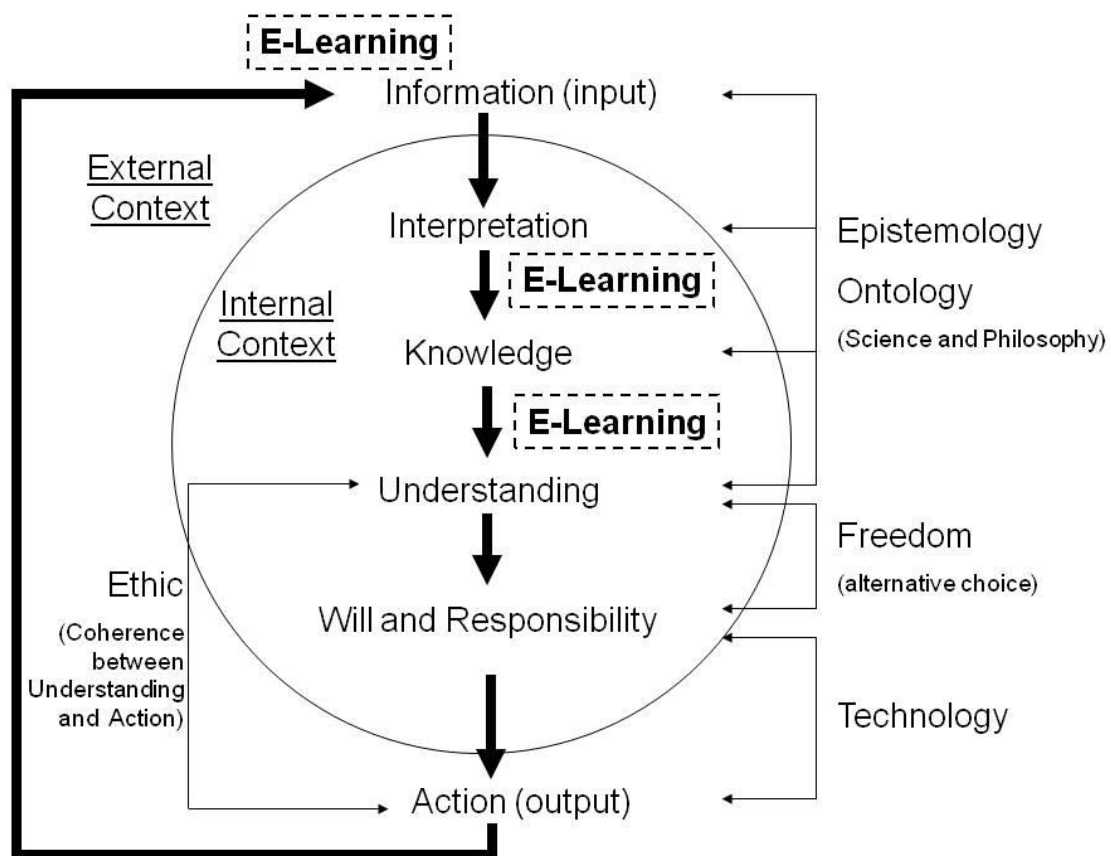 E-Learning
Information (input)
External
Context
Interpretation
Epistemology
E-Learning
Ontology
(Science and Philosophy)
Internal
Context
Knowledge
E-Learning
Understanding
Freedom
(alternative choice)
Ethic
(Coherence
between
Understanding
and Action)
Will and Responsibility
Technology
Action (output)